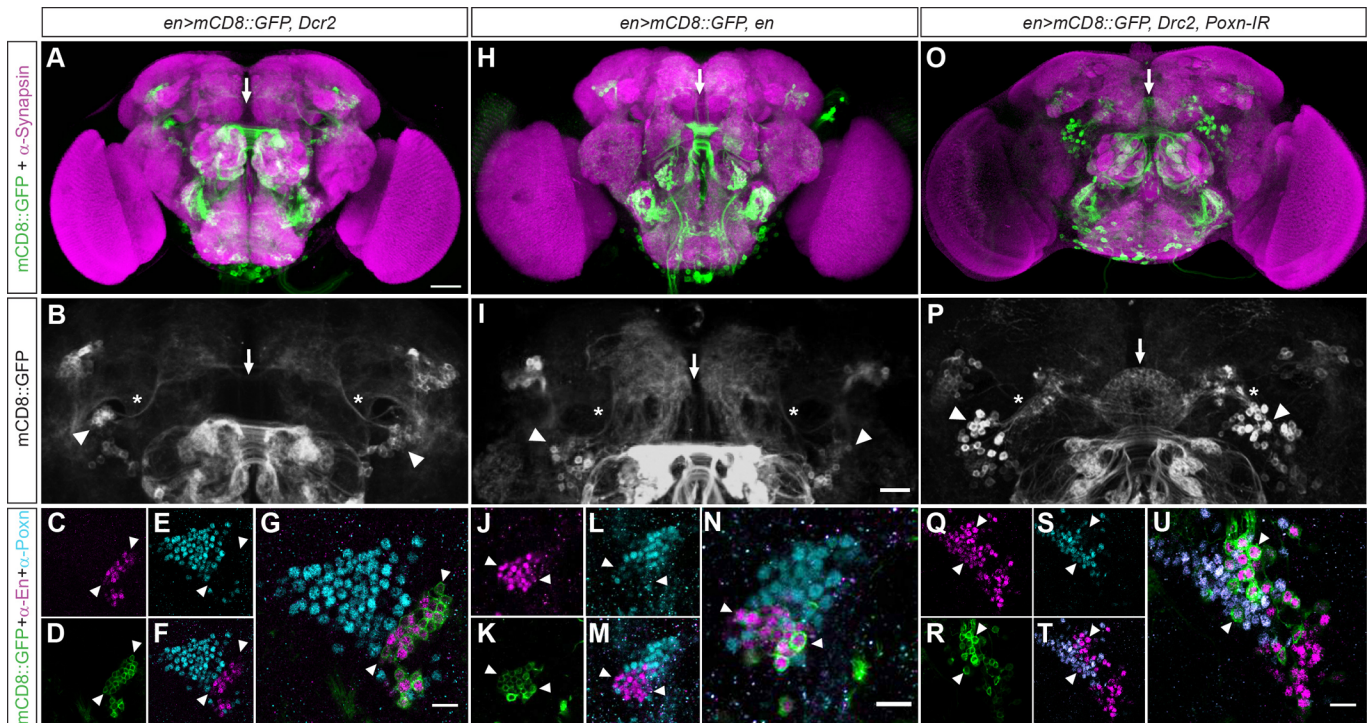 en>mCD8::GFP, Dcr2
en>mCD8::GFP, en
en>mCD8::GFP, Drc2, Poxn-IR
mCD8::GFP + α-Synapsin
A
H
O
mCD8::GFP
B
*
*
I
*
*
P
*
*
mCD8::GFP+α-En+α-Poxn
C
E
G
J
L
N
Q
S
U
D
F
K
M
R
T